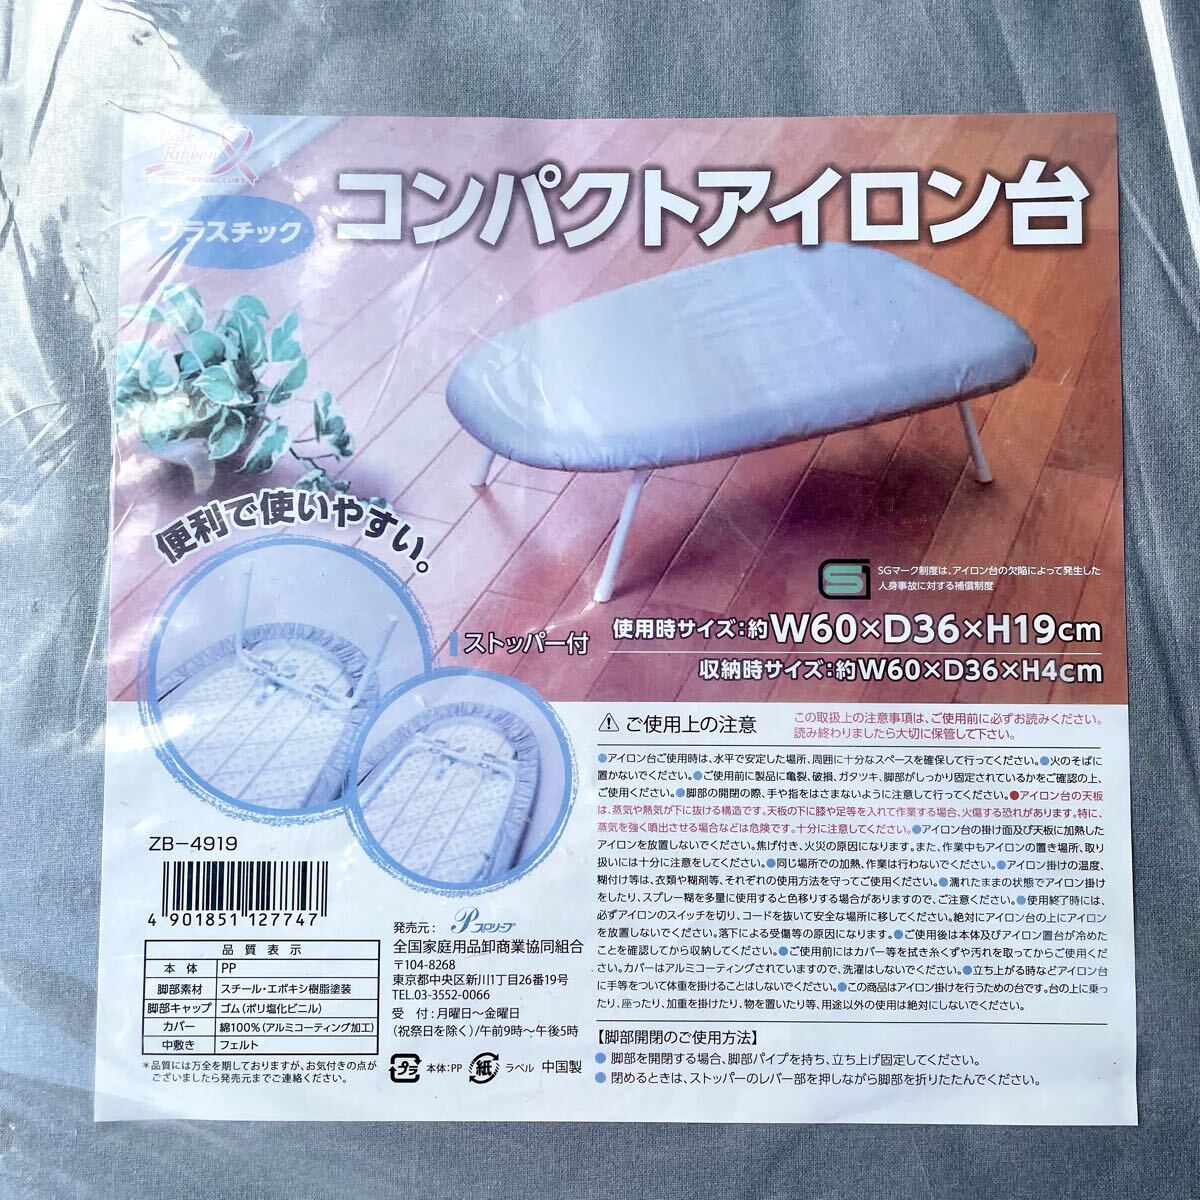 Pink
Ribbon
プラスチック
コンパクトアイロン台
便利で使いやすい。
SGマーク制度は、アイロン台の欠陥によって発生した
人身事故に対する補償制度
ストッパー付
使用時サイズ：約W60×D36×H19cm
収納時サイズ：約W60×D36×H4cm
⚠ご使用上の注意
この取扱上の注意事項は、ご使用前に必ずお読みください。
読み終わりましたら大切に保管して下さい。
●アイロン台ご使用時は、水平で安定した場所、周囲に十分なスペースを確保して行ってください。●火のそばに
置かないでください。●ご使用前に製品に亀裂、破損、ガタツキ、脚部がしっかり固定されているかをご確認の上、
ご使用ください。●脚部の開閉の際、手や指をはさまないように注意して行ってください。●アイロン台の天板
は、蒸気や熱気が下に抜ける構造です。天板の下に膝や足等を入れて作業する場合、火傷する恐れがあります。特に、
蒸気を強く噴出させる場合などは危険です。十分に注意してください。●アイロン台の掛け面及び天板に加熱した
アイロンを放置しないでください。焦げ付き、火災の原因になります。また、作業中もアイロンの置き場所、取り
扱いには十分に注意をしてください。●同じ場所での加熱、作業は行わないでください。●アイロン掛けの温度、
糊付け等は、衣類や糊剤等、それぞれの使用方法を守ってご使用ください。●濡れたままの状態でアイロン掛け
をしたり、スプレー糊を多量に使用すると色移りする場合がありますので、ご注意ください。●使用終了時には、
必ずアイロンのスイッチを切り、コードを抜いて安全な場所に移してください。絶対にアイロン台の上にアイロン
を放置しないでください。落下による受傷等の原因になります。●ご使用後は本体及びアイロン置台が冷めた
ことを確認してから収納してください。●ご使用前にはカバー等を拭き糸くずや汚れを取ってからご使用くだ
さい。カバーはアルミコーティングされていますので、洗濯はしないでください。●立ち上がる時などアイロン台
に手等をついて体重を掛けることはしないでください。●この商品はアイロン掛けを行うための台です。台の上に乗っ
たり、座ったり、加重を掛けたり、物を置いたり等、用途以外の使用は絶対にしないでください。
【脚部開閉のご使用方法】
●脚部を開閉する場合、脚部パイプを持ち、立ち上げ固定してください。
●閉めるときは、ストッパーのレバー部を押しながら脚部を折りたたんでください。
ZB-4919
4 901851 127747
品質表示
本体 PP
脚部素材 スチール・エポキシ樹脂塗装
脚部キャップ ゴム(ポリ塩化ビニル)
カバー 綿100%(アルミコーティング加工)
中敷き フェルト
*品質には万全を期しておりますが、お気付きの点が
ございましたら発売元までご連絡ください。
発売元： プロリーブ
全国家庭用品卸商業協同組合
〒104-8268
東京都中央区新川1丁目26番19号
TEL.03-3552-0066
受 付：月曜日～金曜日
(祝祭日を除く)/午前9時～午後5時
プラ 本体：PP 紙 ラベル 中国製